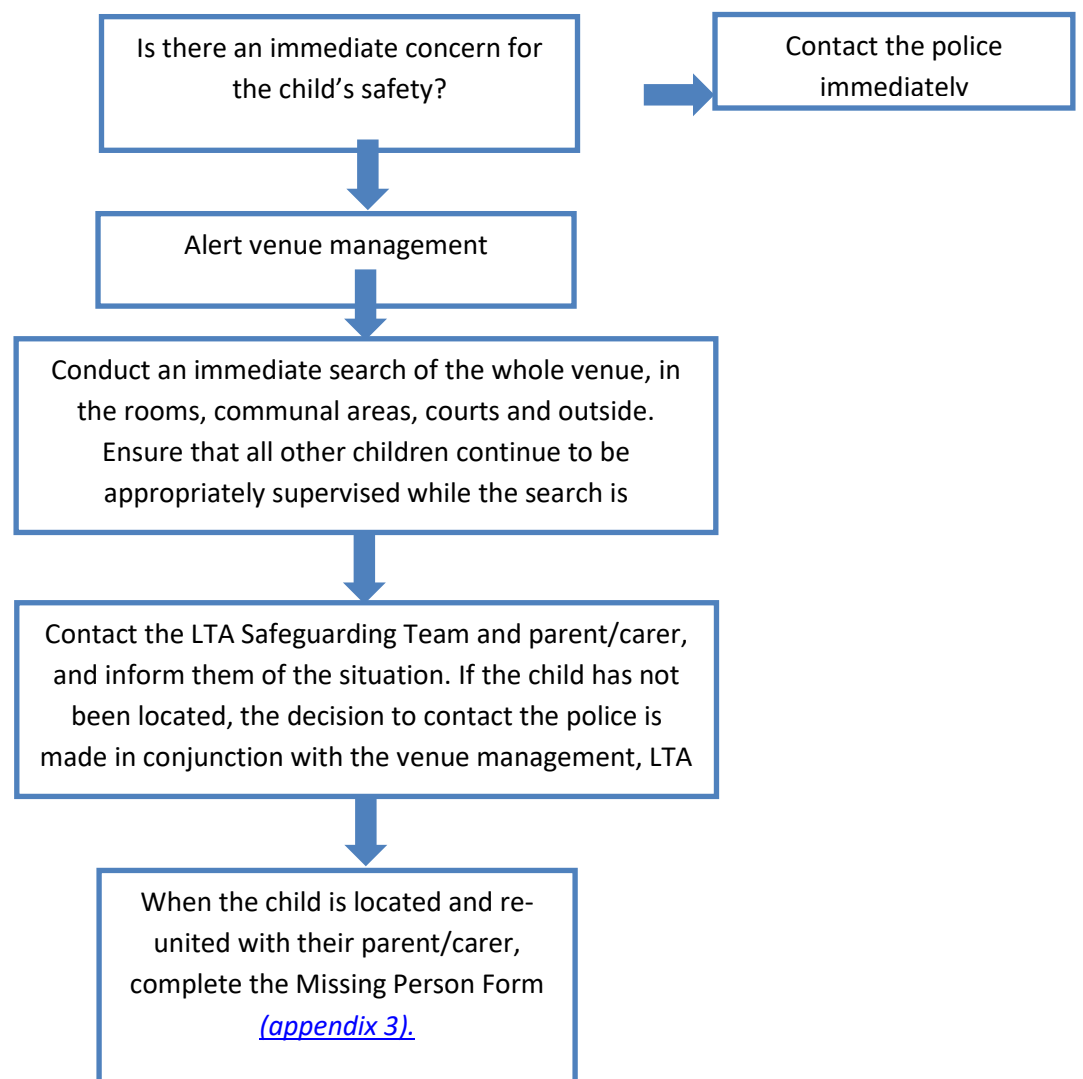 Is there an immediate concern for
the child’s safety?
Contact the police
immediately
Alert venue management
Conduct an immediate search of the whole venue, in
the rooms, communal areas, courts and outside.
Ensure that all other children continue to be
appropriately supervised while the search is
Contact the LTA Safeguarding Team and parent/carer,
and inform them of the situation. If the child has not
been located, the decision to contact the police is
made in conjunction with the venue management, LTA
When the child is located and re-
united with their parent/carer,
complete the Missing Person Form
(appendix 3).